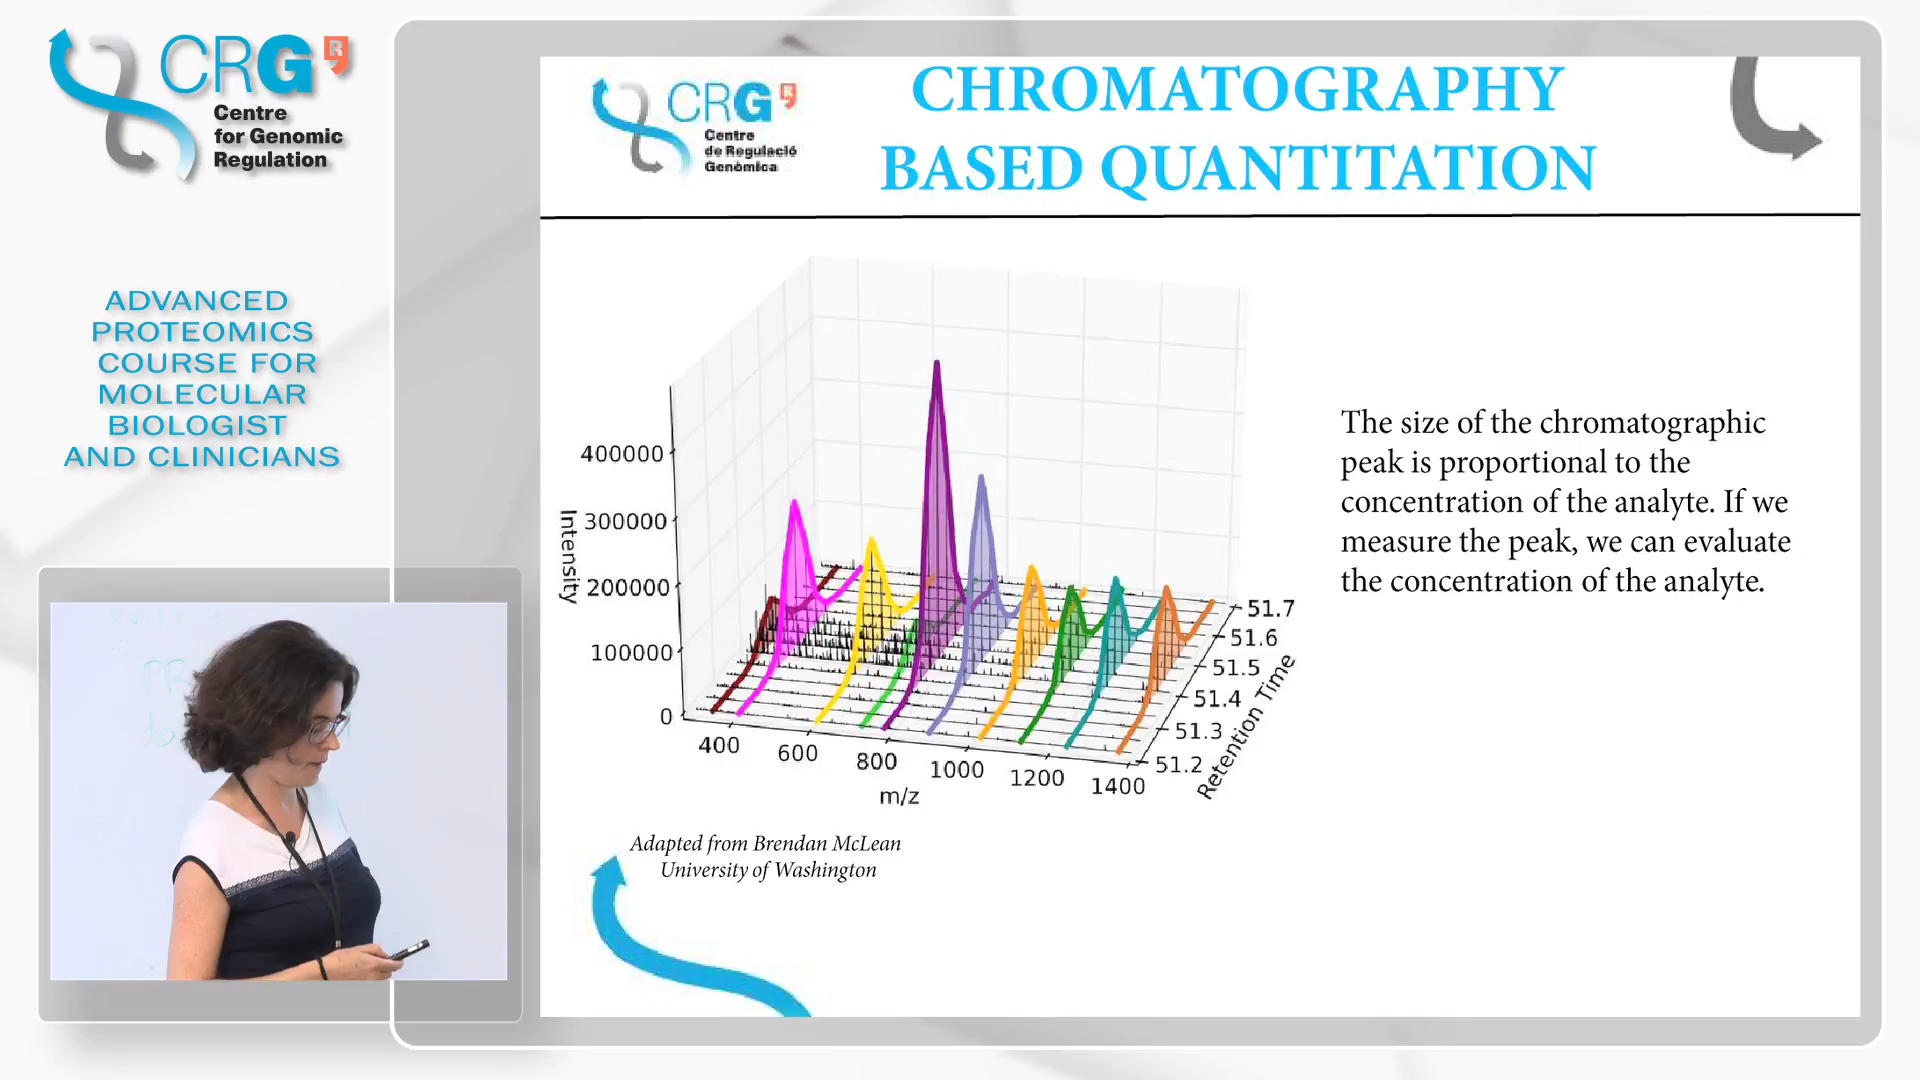 CRG
Centre
for Genomic
Regulation
ADVANCED
PROTEOMICS
COURSE FOR
MOLECULAR
BIOLOGIST
AND CLINICIANS
CRG
Centre
de Regulació
Genòmica
CHROMATOGRAPHY
BASED QUANTITATION
400000
300000
200000
100000
0
Intensity
400
600
800
1000
1200
1400
m/z
51.7
51.6
51.5
51.4
51.3
51.2
Retention Time
The size of the chromatographic
peak is proportional to the
concentration of the analyte. If we
measure the peak, we can evaluate
the concentration of the analyte.
Adapted from Brendan McLean
University of Washington